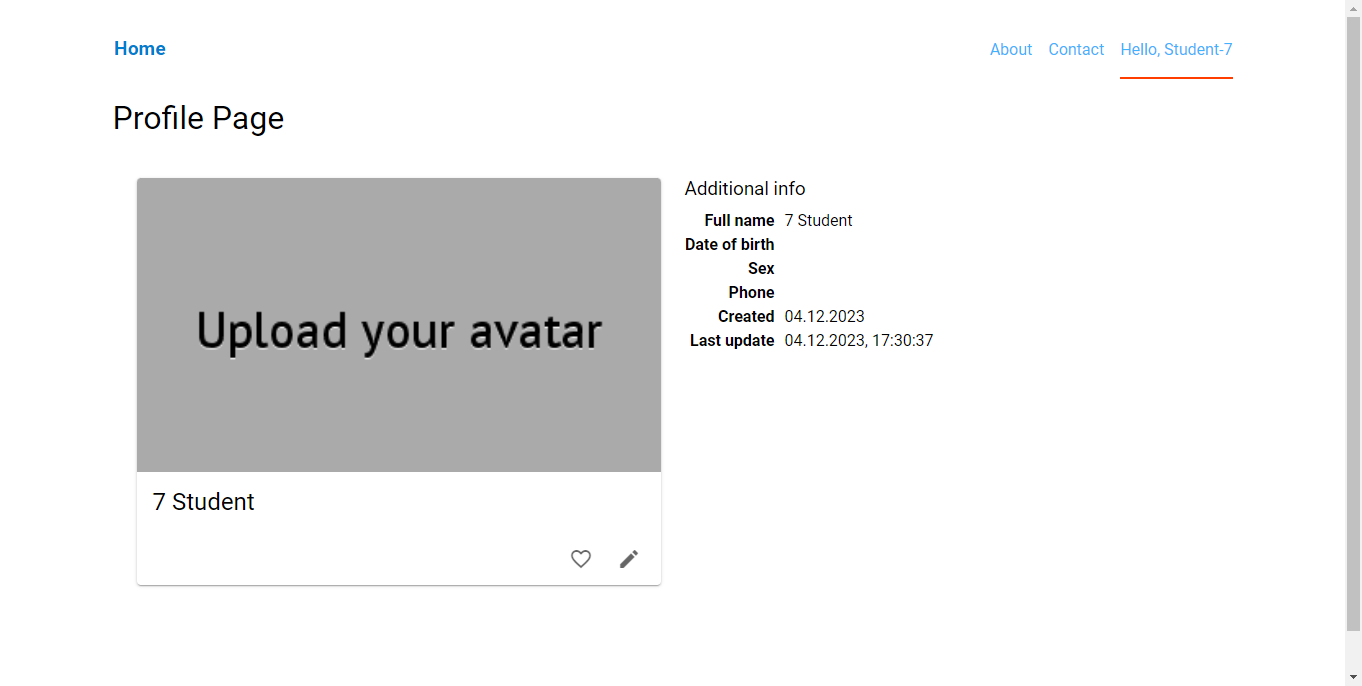 Home About Contact Hello, Student-7
Profile Page
Upload your avatar
7 Student
Additional info
Full name 7 Student
Date of birth
Sex
Phone
Created 04.12.2023
Last update 04.12.2023, 17:30:37